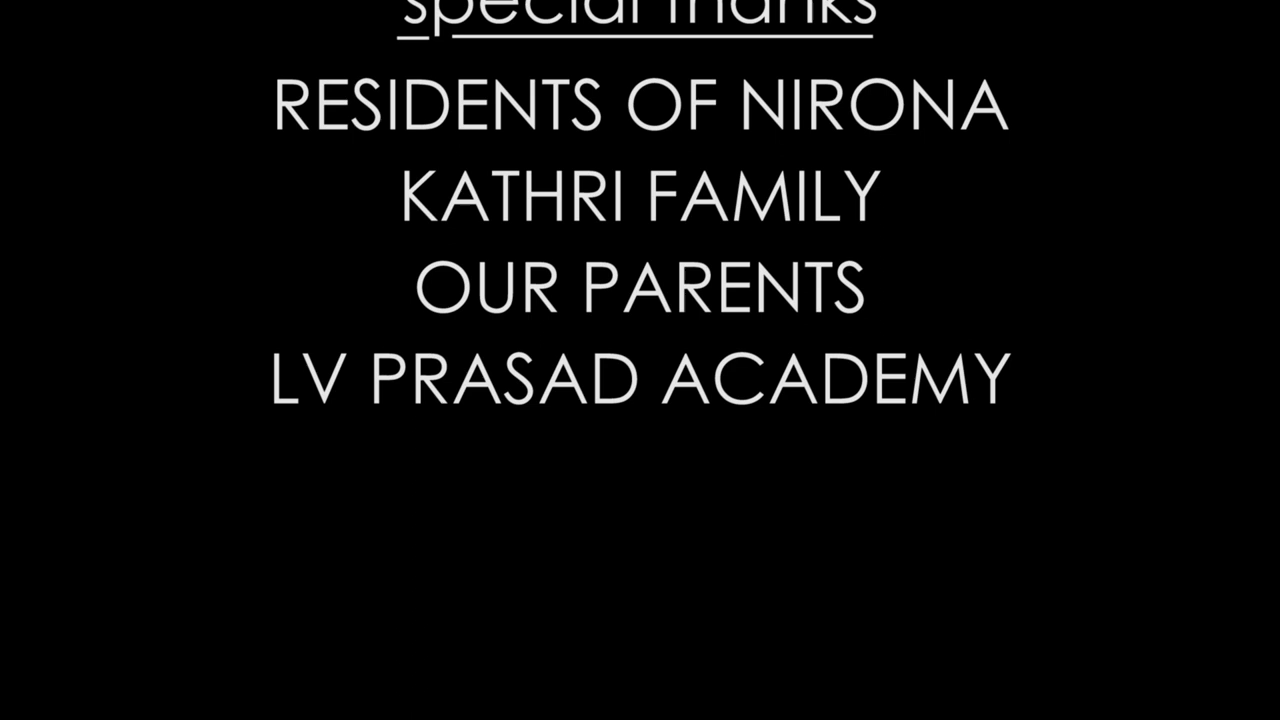 special thanks
RESIDENTS OF NIRONA
KATHRI FAMILY
OUR PARENTS
LV PRASAD ACADEMY